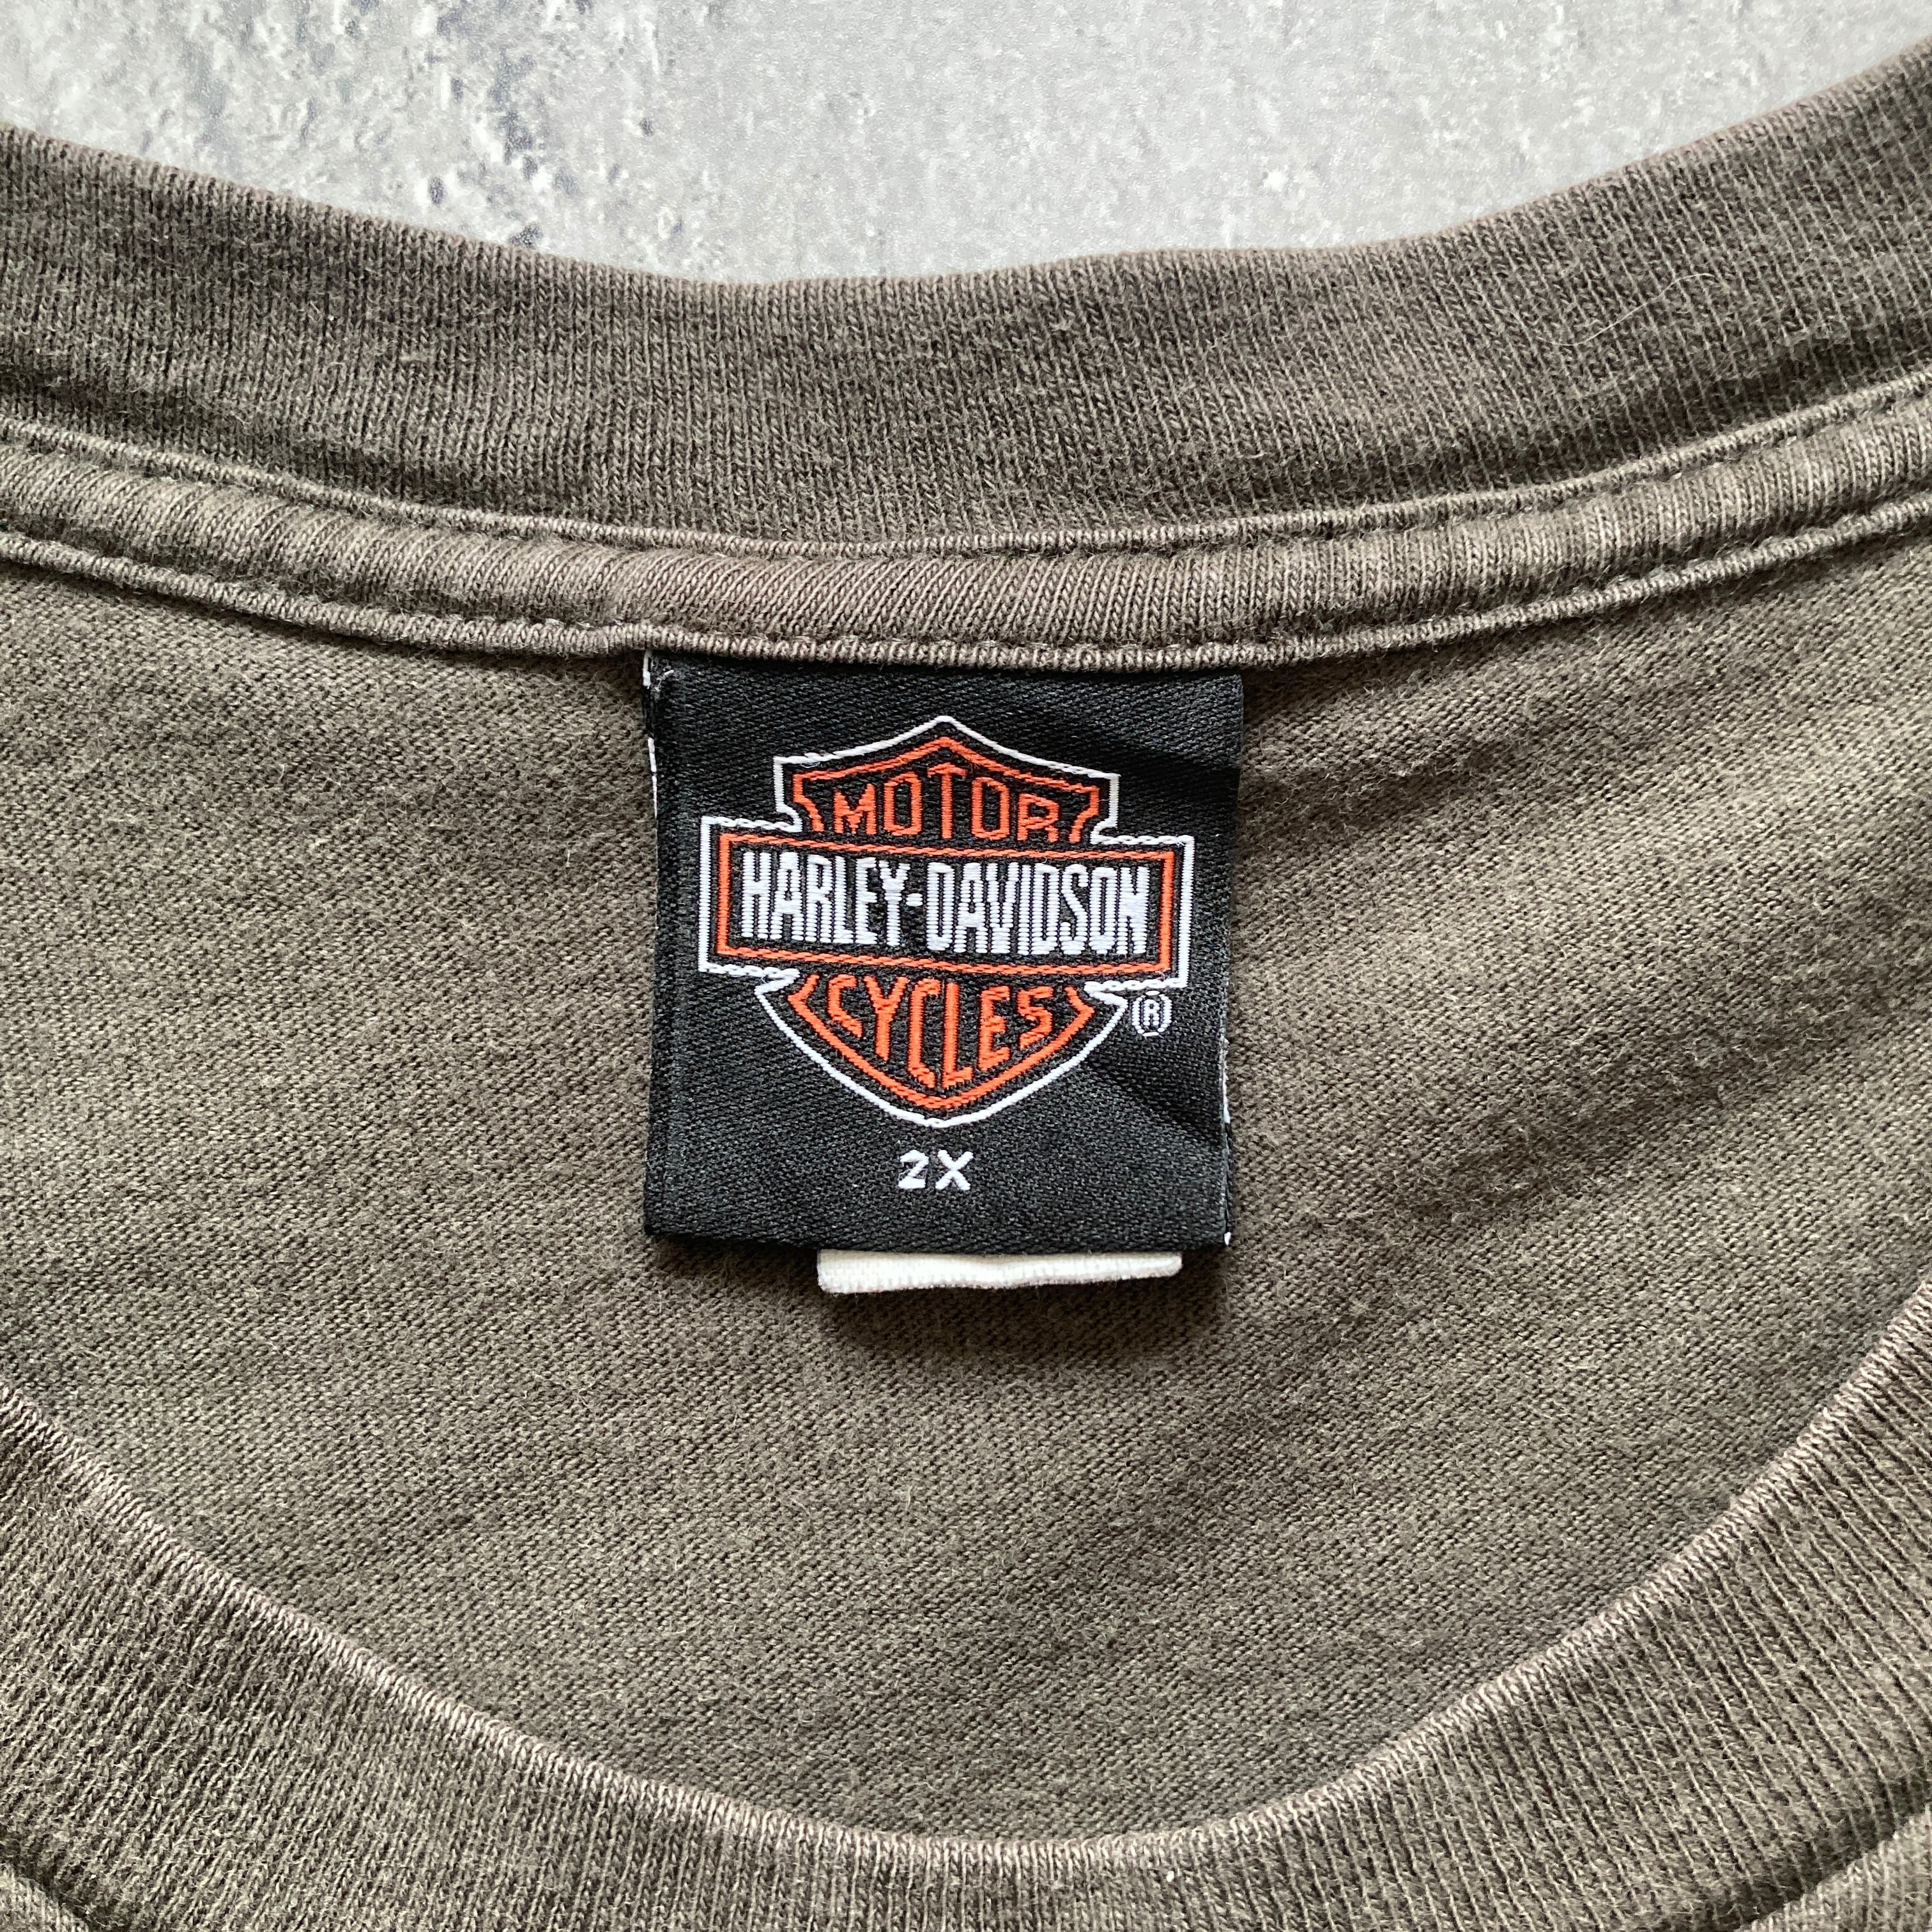 MOTOR
HARLEY-DAVIDSON
CYCLES
®
2X